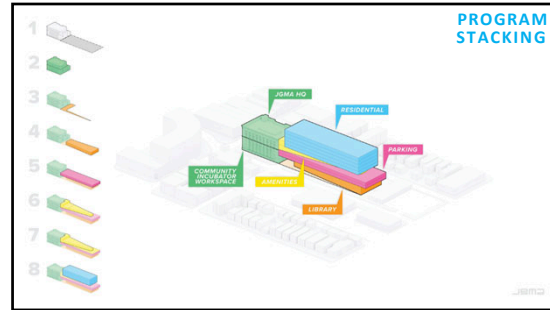 PROGRAM
STACKING
1
2
3
4
5
6
7
8
JGMA HQ
RESIDENTIAL
PARKING
COMMUNITY
INCUBATOR
WORKSPACE
AMENITIES
LIBRARY
JGMA